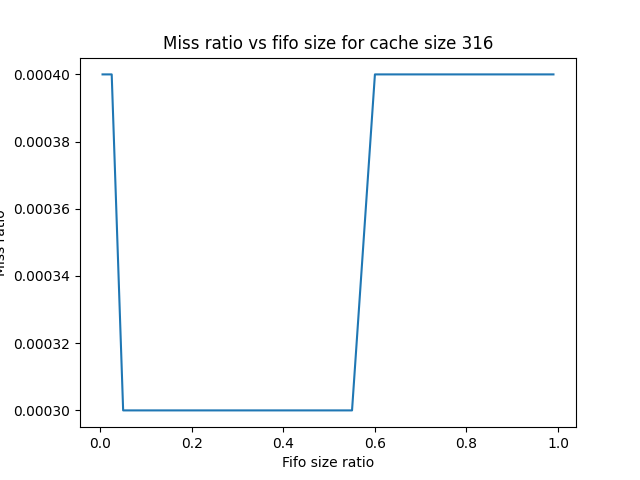 Miss ratio vs fifo size for cache size 316
0.00040
0.00038
0.00036
0.00034
0.00032
0.00030
Miss ratio
0.0 0.2 0.4 0.6 0.8 1.0
Fifo size ratio